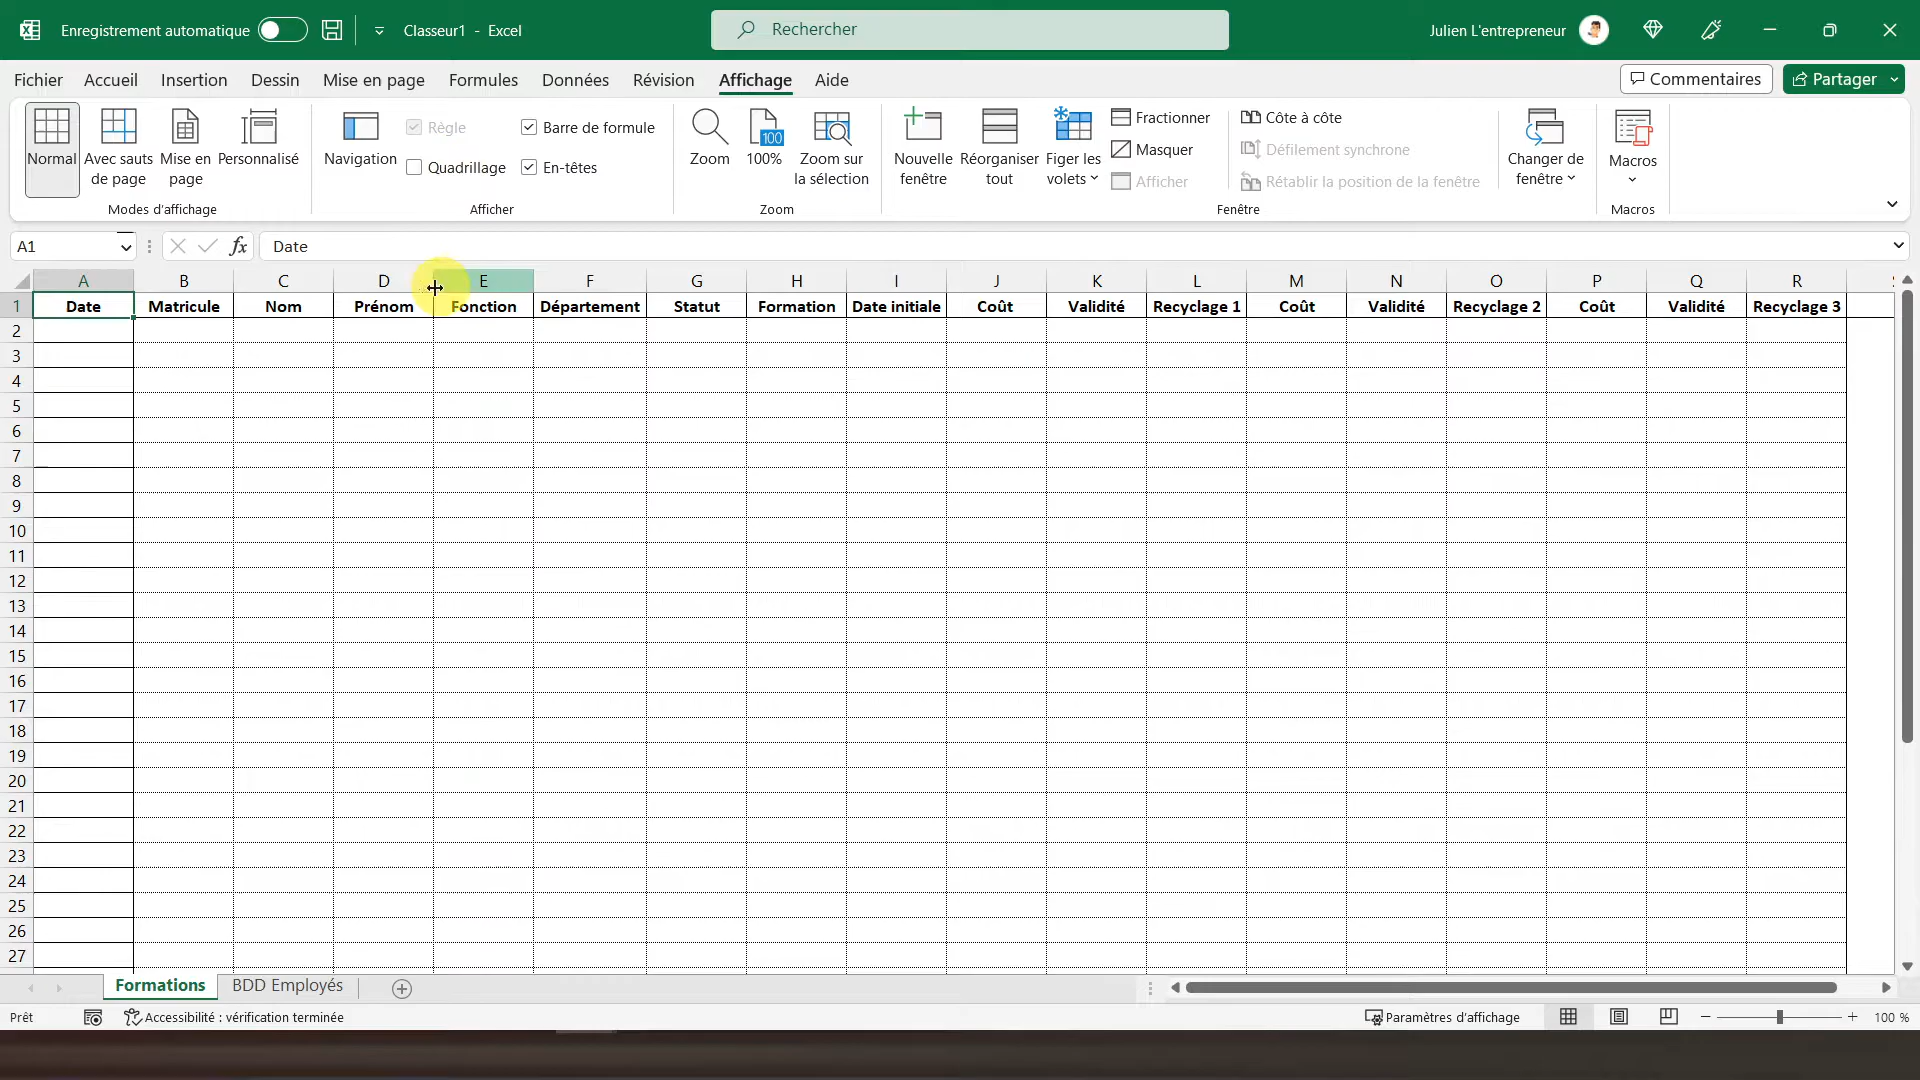 Enregistrement automatique Classeur1 - Excel Rechercher Julien L'entrepreneur
Fichier Accueil Insertion Dessin Mise en page Formules Données Révision Affichage Aide Commentaires Partager
Normal
Avec sauts
de page
Mise en
page
Personnalisé
Modes d'affichage
Navigation
Règle
Barre de formule
Quadrillage
En-têtes
Afficher
Zoom
100
100%
Zoom sur
la sélection
Zoom
Nouvelle
fenêtre
Réorganiser
tout
Figer les
volets
Fractionner
Masquer
Afficher
Côte à côte
Défilement synchrone
Rétablir la position de la fenêtre
Changer de
fenêtre
Fenêtre
Macros
Macros
A1 fx Date
A B C D E F G H I J K L M N O P Q R
1 Date Matricule Nom Prénom Fonction Département Statut Formation Date initiale Coût Validité Recyclage 1 Coût Validité Recyclage 2 Coût Validité Recyclage 3
2
3
4
5
6
7
8
9
10
11
12
13
14
15
16
17
18
19
20
21
22
23
24
25
26
27
Formations BDD Employés
Prêt Accessibilité : vérification terminée Paramètres d'affichage 100 %